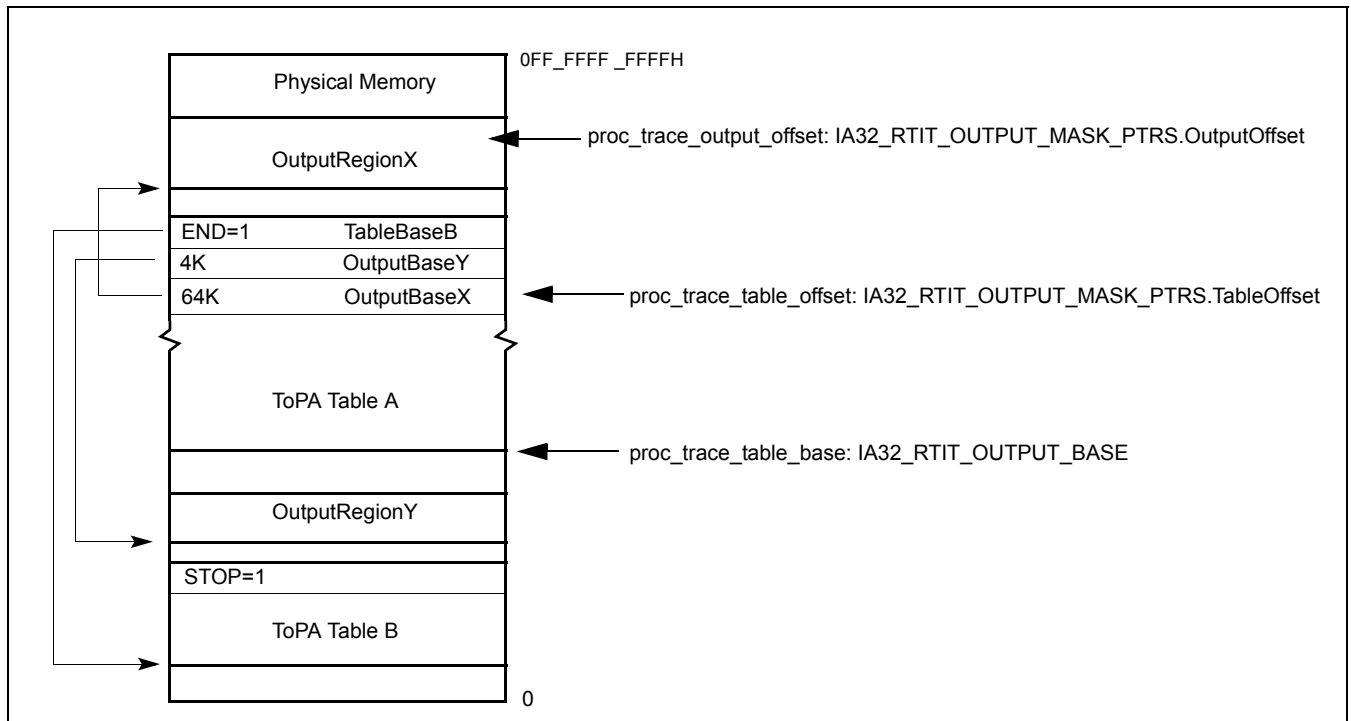 0FF_FFFF _FFFFH
Physical Memory
proc_trace_output_offset: IA32_RTIT_OUTPUT_MASK_PTRS.OutputOffset
OutputRegionX
END=1 TableBaseB
4K OutputBaseY
64K OutputBaseX
proc_trace_table_offset: IA32_RTIT_OUTPUT_MASK_PTRS.TableOffset
ToPA Table A
proc_trace_table_base: IA32_RTIT_OUTPUT_BASE
OutputRegionY
STOP=1
ToPA Table B
0